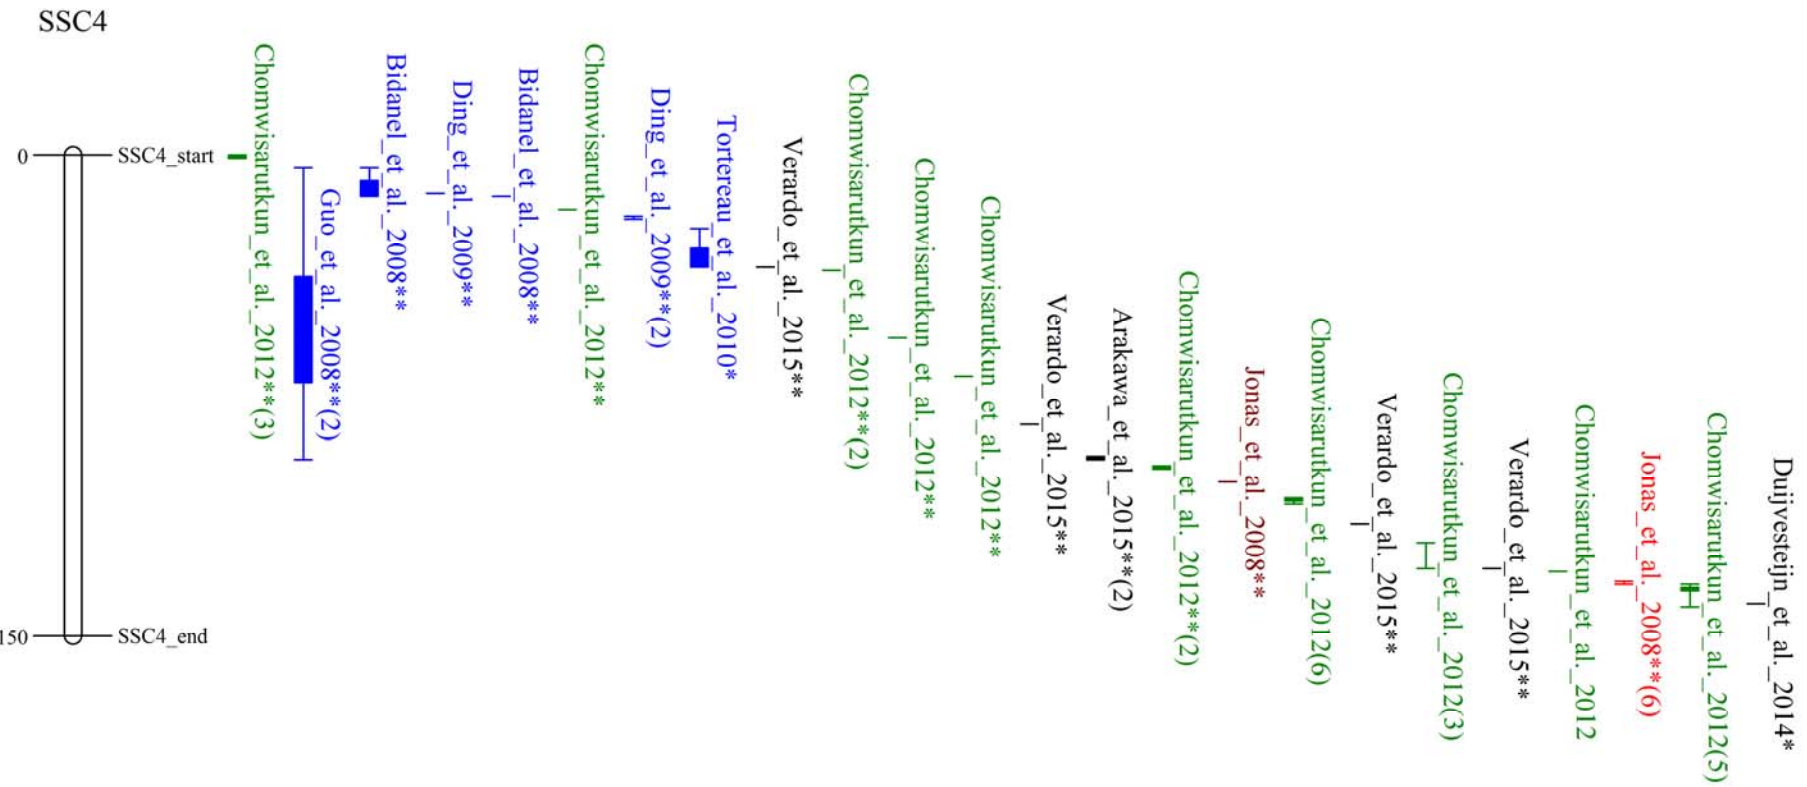 SSC4
0
SSC4_start
150
SSC4_end
Chomwisarutkun_et_al._2012**(3)
Guo_et_al._2008**(2)
Bidanel_et_al._2008**
Ding_et_al._2009**
Bidanel_et_al._2008**
Chomwisarutkun_et_al._2012**
Ding_et_al._2009**(2)
Tortereau_et_al._2010*
Verardo_et_al._2015**
Chomwisarutkun_et_al._2012**(2)
Chomwisarutkun_et_al._2012**
Chomwisarutkun_et_al._2012**
Verardo_et_al._2015**
Arakawa_et_al._2015**(2)
Chomwisarutkun_et_al._2012**(2)
Jonas_et_al._2008**
Chomwisarutkun_et_al._2012(6)
Verardo_et_al._2015**
Chomwisarutkun_et_al._2012(3)
Verardo_et_al._2015**
Chomwisarutkun_et_al._2012
Jonas_et_al._2008**(6)
Chomwisarutkun_et_al._2012(5)
Duijvesteijn_et_al._2014*